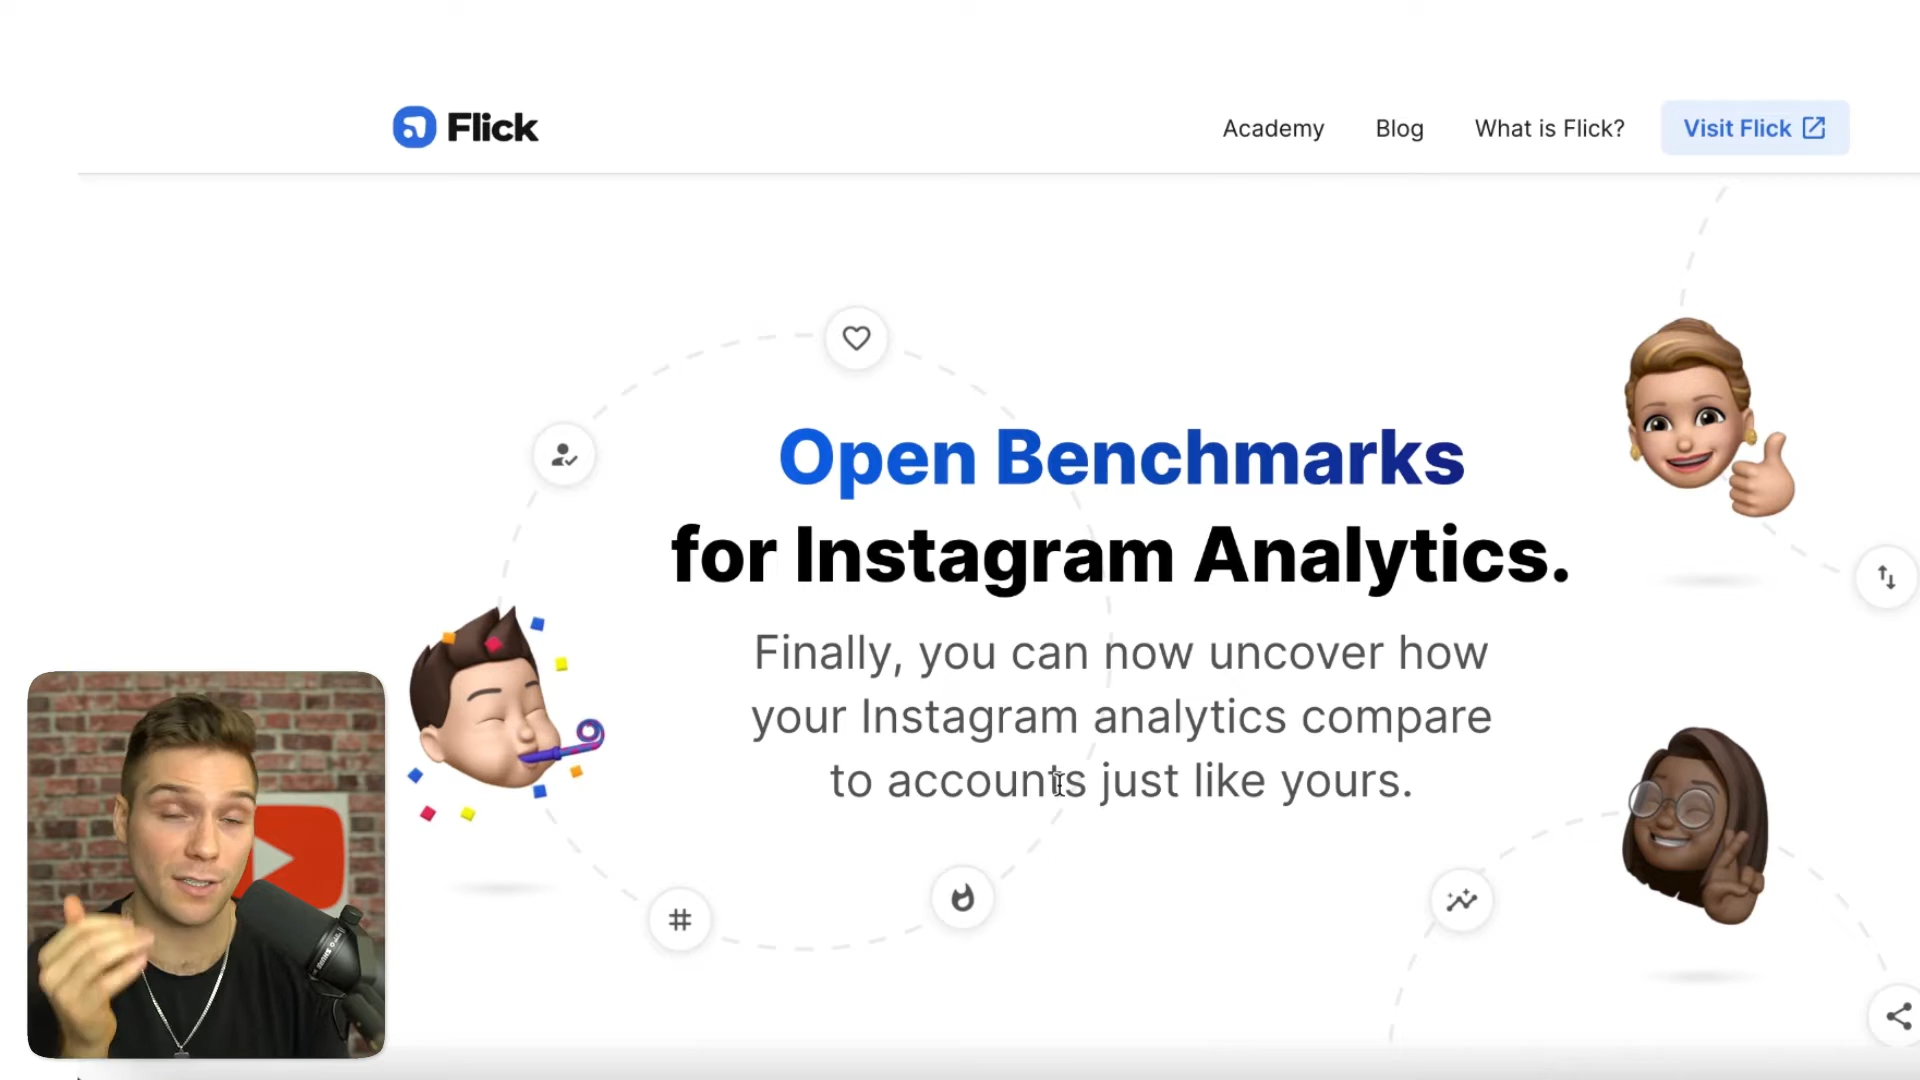 Flick
Academy
Blog
What is Flick?
Visit Flick
Open Benchmarks
for Instagram Analytics.
Finally, you can now uncover how
your Instagram analytics compare
to accounts just like yours.